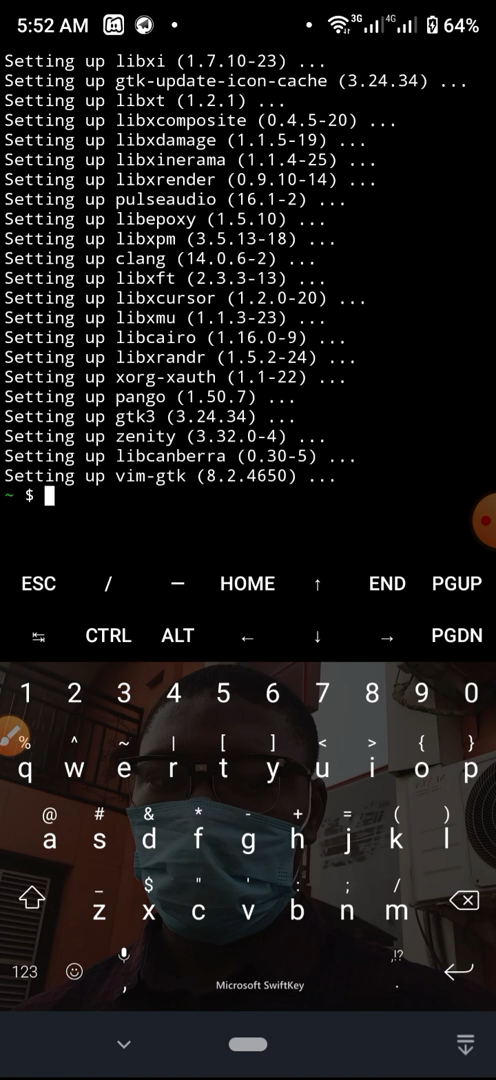 5:52 AM 3G 4G 64%
Setting up libxi (1.7.10-23) ...
Setting up gtk-update-icon-cache (3.24.34) ...
Setting up libxt (1.2.1) ...
Setting up libxcomposite (0.4.5-20) ...
Setting up libxdamage (1.1.5-19) ...
Setting up libxinerama (1.1.4-25) ...
Setting up libxrender (0.9.10-14) ...
Setting up pulseaudio (16.1-2) ...
Setting up libepoxy (1.5.10) ...
Setting up libxpm (3.5.13-18) ...
Setting up clang (14.0.6-2) ...
Setting up libxft (2.3.3-13) ...
Setting up libxcursor (1.2.0-20) ...
Setting up libxmu (1.1.3-23) ...
Setting up libcairo (1.16.0-9) ...
Setting up libxrandr (1.5.2-24) ...
Setting up xorg-xauth (1.1-22) ...
Setting up pango (1.50.7) ...
Setting up gtk3 (3.24.34) ...
Setting up zenity (3.32.0-4) ...
Setting up libcanberra (0.30-5) ...
Setting up vim-gtk (8.2.4650) ...
~ $
ESC / — HOME ↑ END PGUP
↹ CTRL ALT ← ↓ → PGDN
1 2 3 4 5 6 7 8 9 0
% ^ ~ | [ ] < > { }
q w e r t y u i o p
@ # & * - + = ( )
a s d f g h j k l
_ $ " ' : ; /
z x c v b n m
,!?
123 , Microsoft SwiftKey .